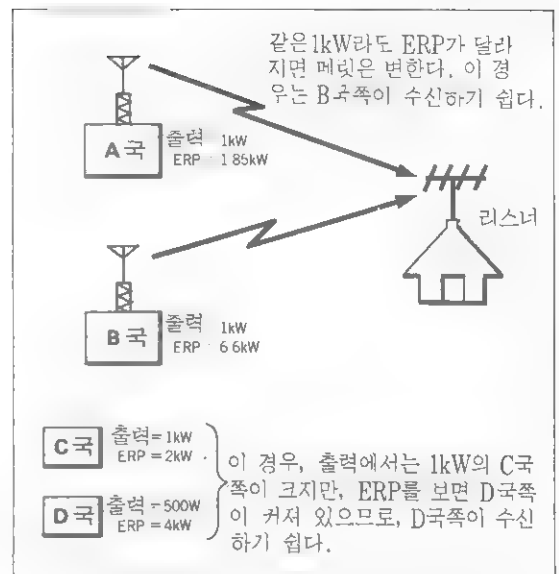 같은 1kW라도 ERP가 달라
지면 메릿은 변한다. 이 경
우는 B국쪽이 수신하기 쉽다.
A국
출력 1kW
ERP 1 85kW
리스너
B국
출력 1kW
ERP 6 6kW
C국
출력=1kW
ERP=2kW
D국
출력=500W
ERP=4kW
이 경우, 출력에서는 1kW의 C국
쪽이 크지만, ERP를 보면 D국쪽
이 커져 있으므로, D국쪽이 수신
하기 쉽다.